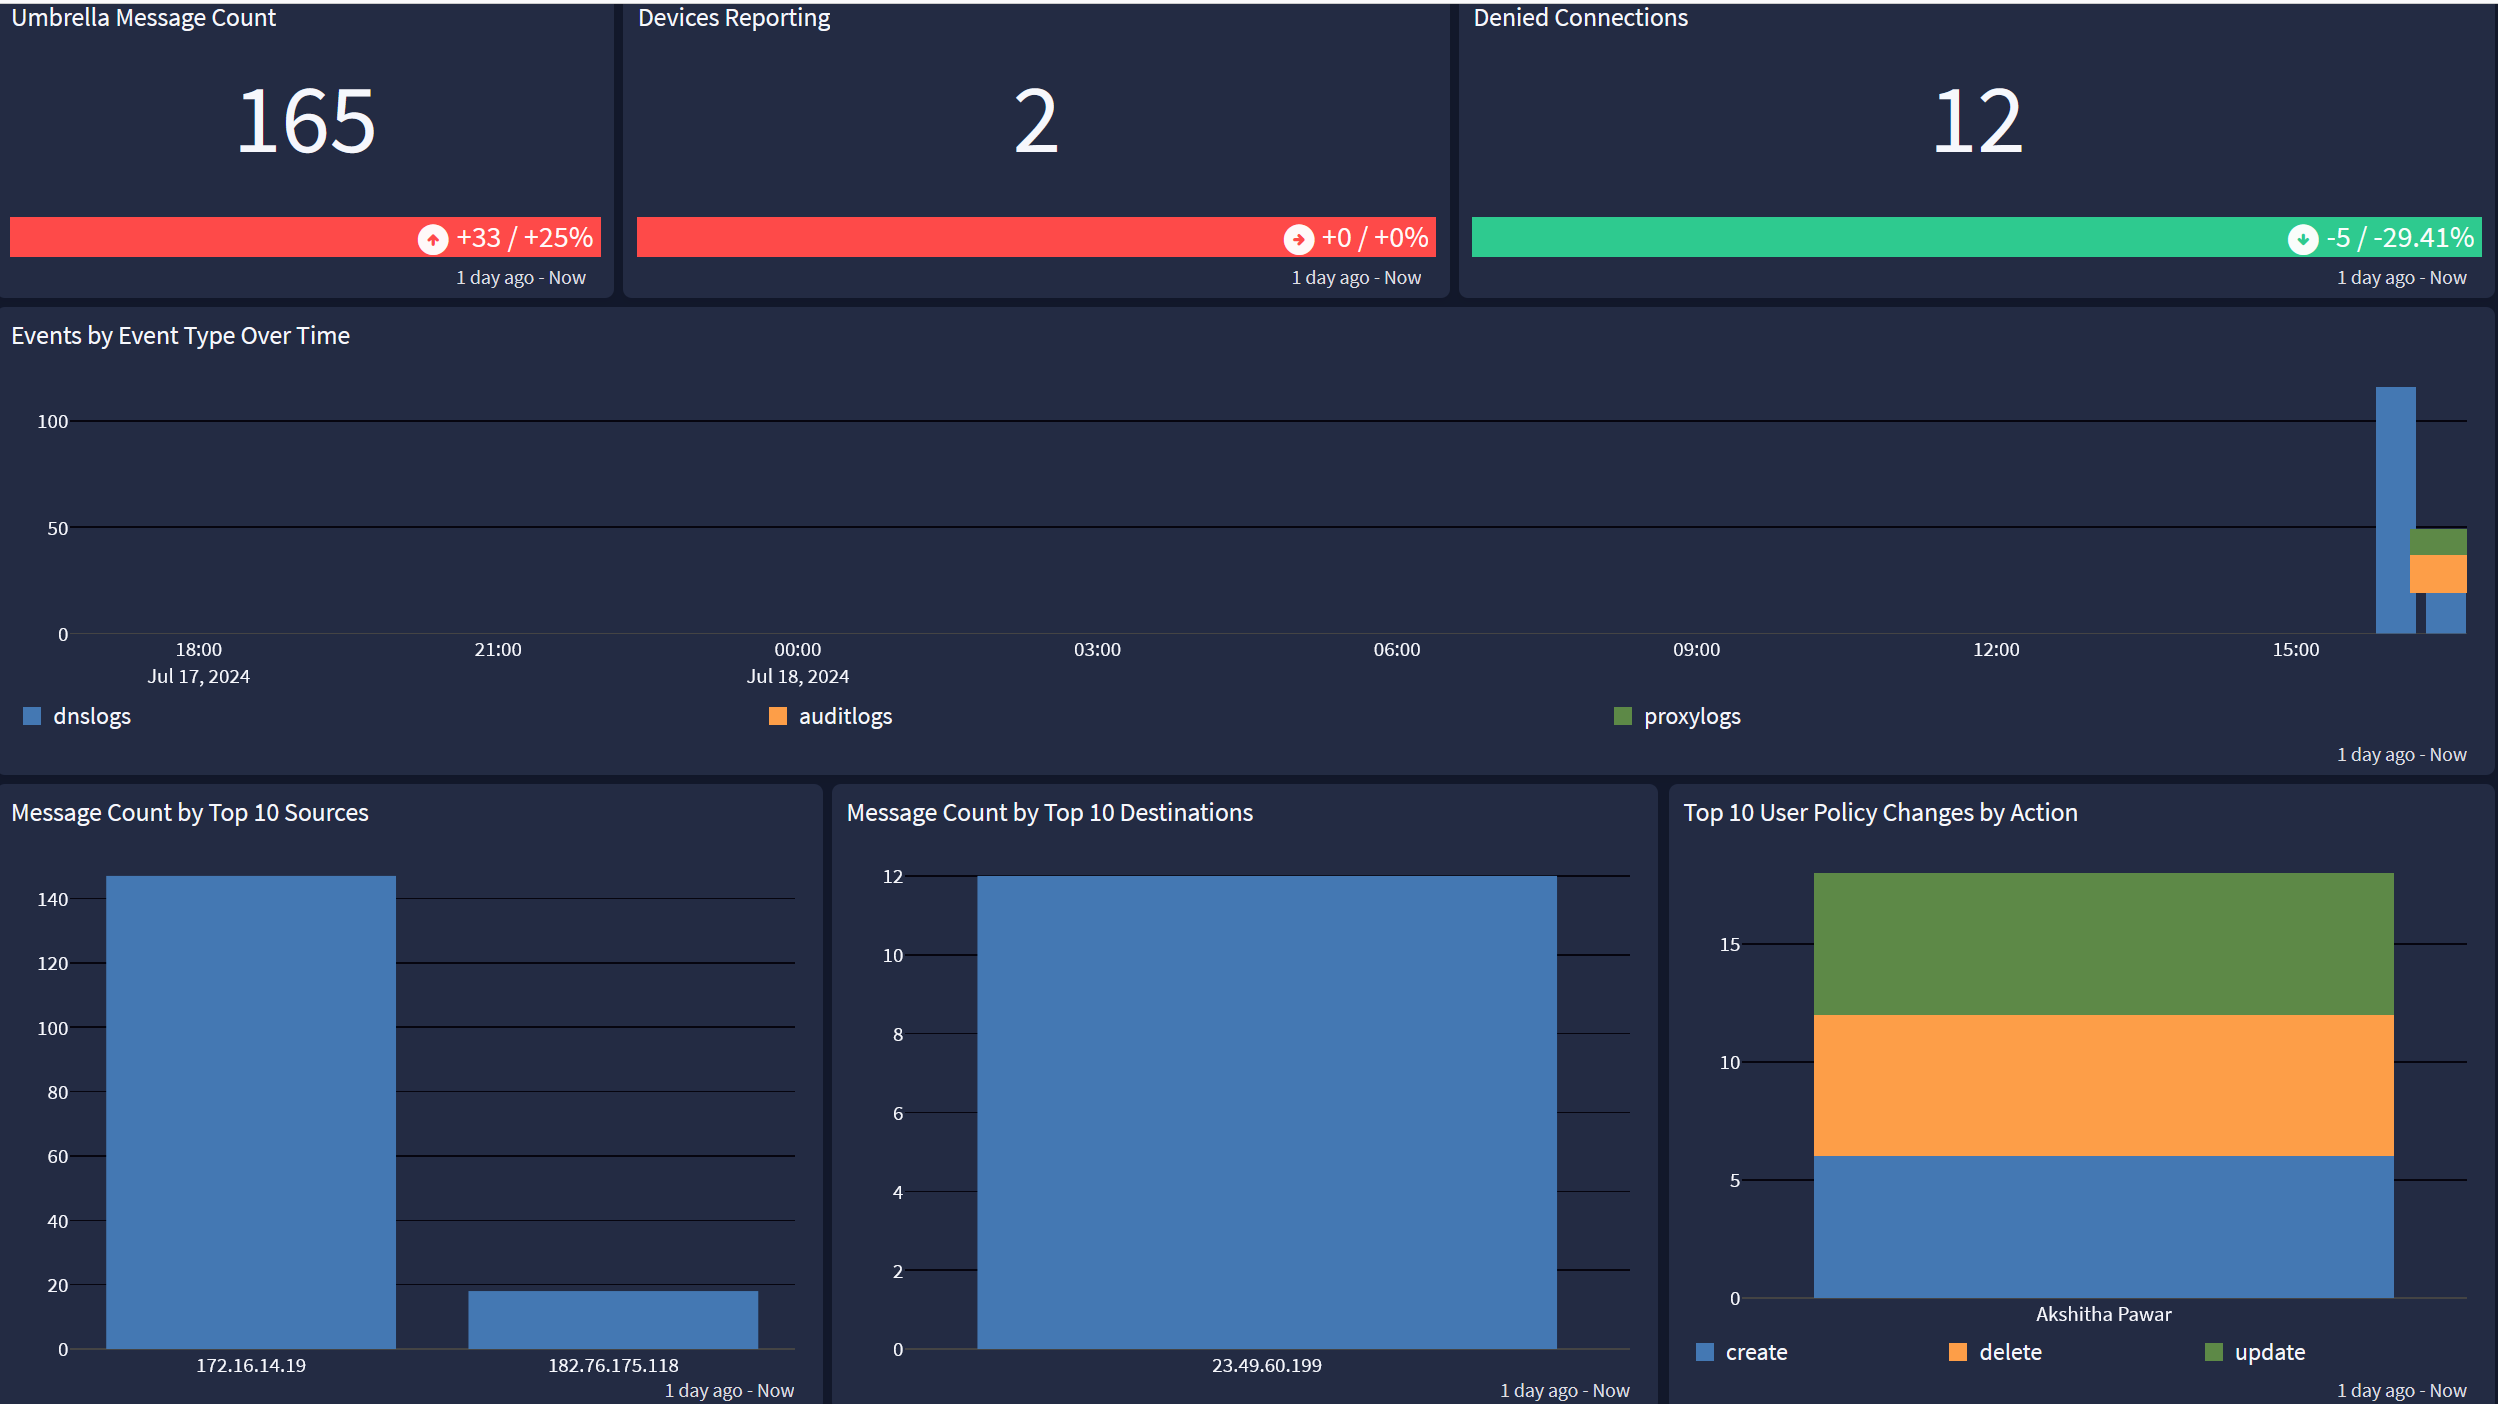 Umbrella Message Count
165
+33 / +25%
1 day ago - Now
Devices Reporting
2
+0 / +0%
1 day ago - Now
Denied Connections
12
-5 / -29.41%
1 day ago - Now
Events by Event Type Over Time
100
50
0
18:00
Jul 17, 2024
21:00
00:00
Jul 18, 2024
03:00
06:00
09:00
12:00
15:00
dnslogs
auditlogs
proxylogs
1 day ago - Now
Message Count by Top 10 Sources
140
120
100
80
60
40
20
0
172.16.14.19
182.76.175.118
1 day ago - Now
Message Count by Top 10 Destinations
12
10
8
6
4
2
0
23.49.60.199
1 day ago - Now
Top 10 User Policy Changes by Action
15
10
5
0
Akshitha Pawar
create
delete
update
1 day ago - Now